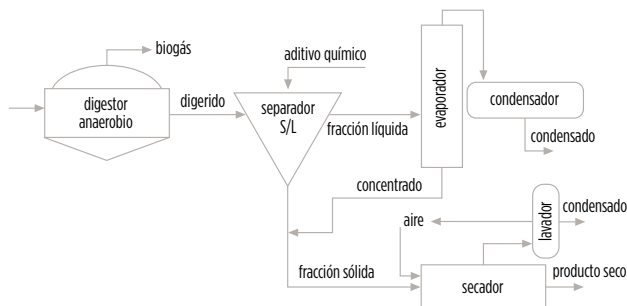 biogás
aditivo químico
digestor
anaerobio
digerido
separador
S/L
fracción líquida
evaporador
condensador
condensado
concentrado
aire
lavador
condensado
fracción sólida
secador
producto seco